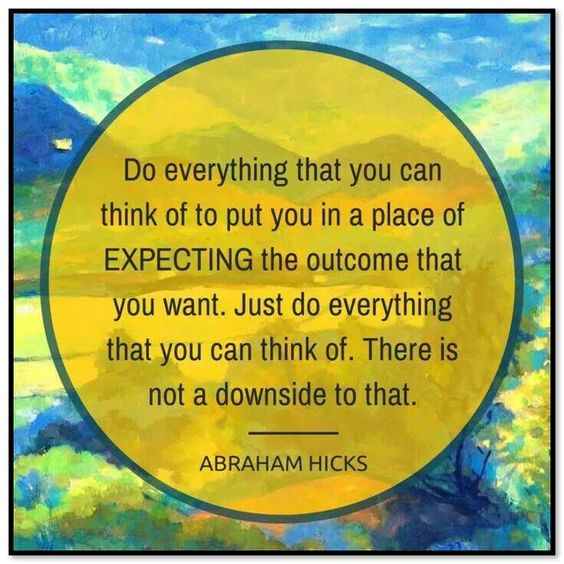 Do everything that you can
think of to put you in a place of
EXPECTING the outcome that
you want. Just do everything
that you can think of. There is
not a downside to that.
ABRAHAM HICKS